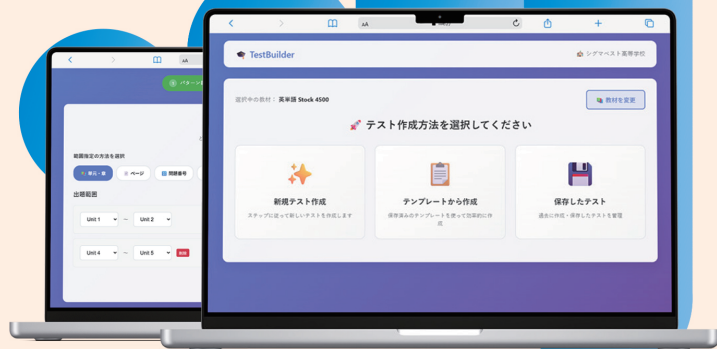 TestBuilder
シグマベスト高等学校
選択中の教材: 英単語 Stock 4500
教材を変更
テスト作成方法を選択してください
新規テスト作成
ステップに従って新しいテストを作成します
テンプレートから作成
保存済みのテンプレートを使って効率的に作
成
保存したテスト
過去に作成・保存したテストを管理
範囲指定の方法を選択
単元・章
ページ
問題番号
出題範囲
Unit 1 ~ Unit 2
Unit 4 ~ Unit 5 削除